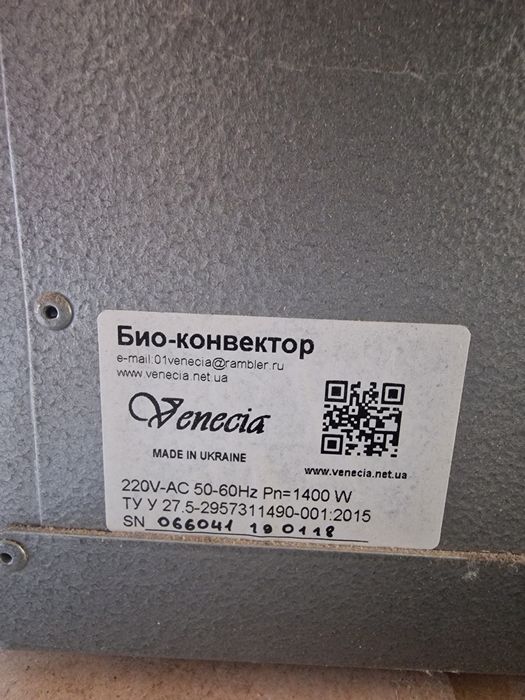 Био-конвектор
e-mail:01venecia@rambler.ru
www.venecia.net.ua
Venecia
MADE IN UKRAINE
www.venecia.net.ua
220V-AC 50-60Hz Pn=1400 W
ТУ У 27.5-2957311490-001:2015
SN 066041 190118